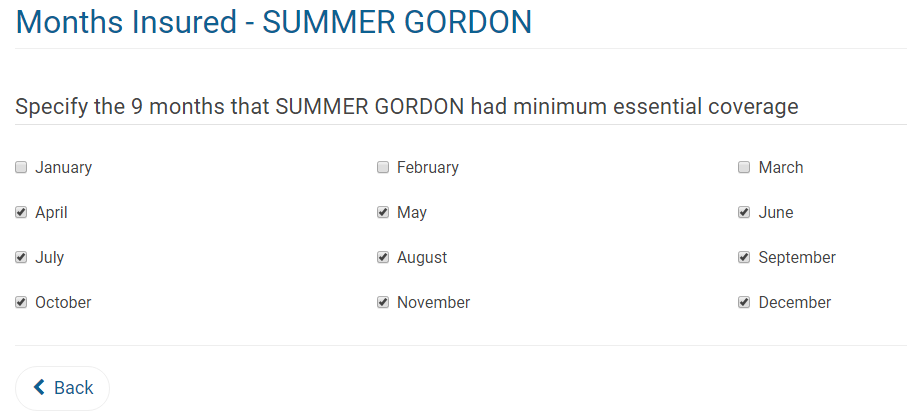 Months Insured - SUMMER GORDON
Specify the 9 months that SUMMER GORDON had minimum essential coverage
January February March
April May June
July August September
October November December
Back